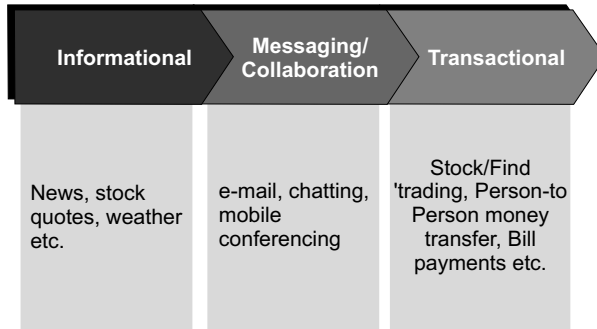 Informational
Messaging/
Collaboration
Transactional
News, stock
quotes, weather
etc.
e-mail, chatting,
mobile
conferencing
Stock/Find
'trading, Person-to
Person money
transfer, Bill
payments etc.